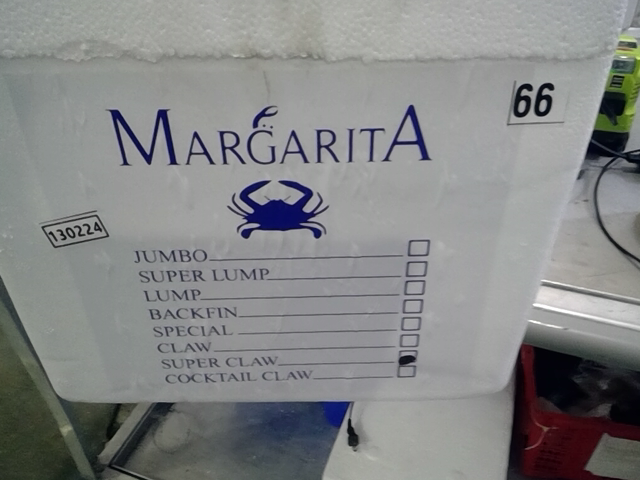 66
MARGARITA
130224
JUMBO
SUPER LUMP
LUMP
BACKFIN
SPECIAL
CLAW
SUPER CLAW
COCKTAIL CLAW